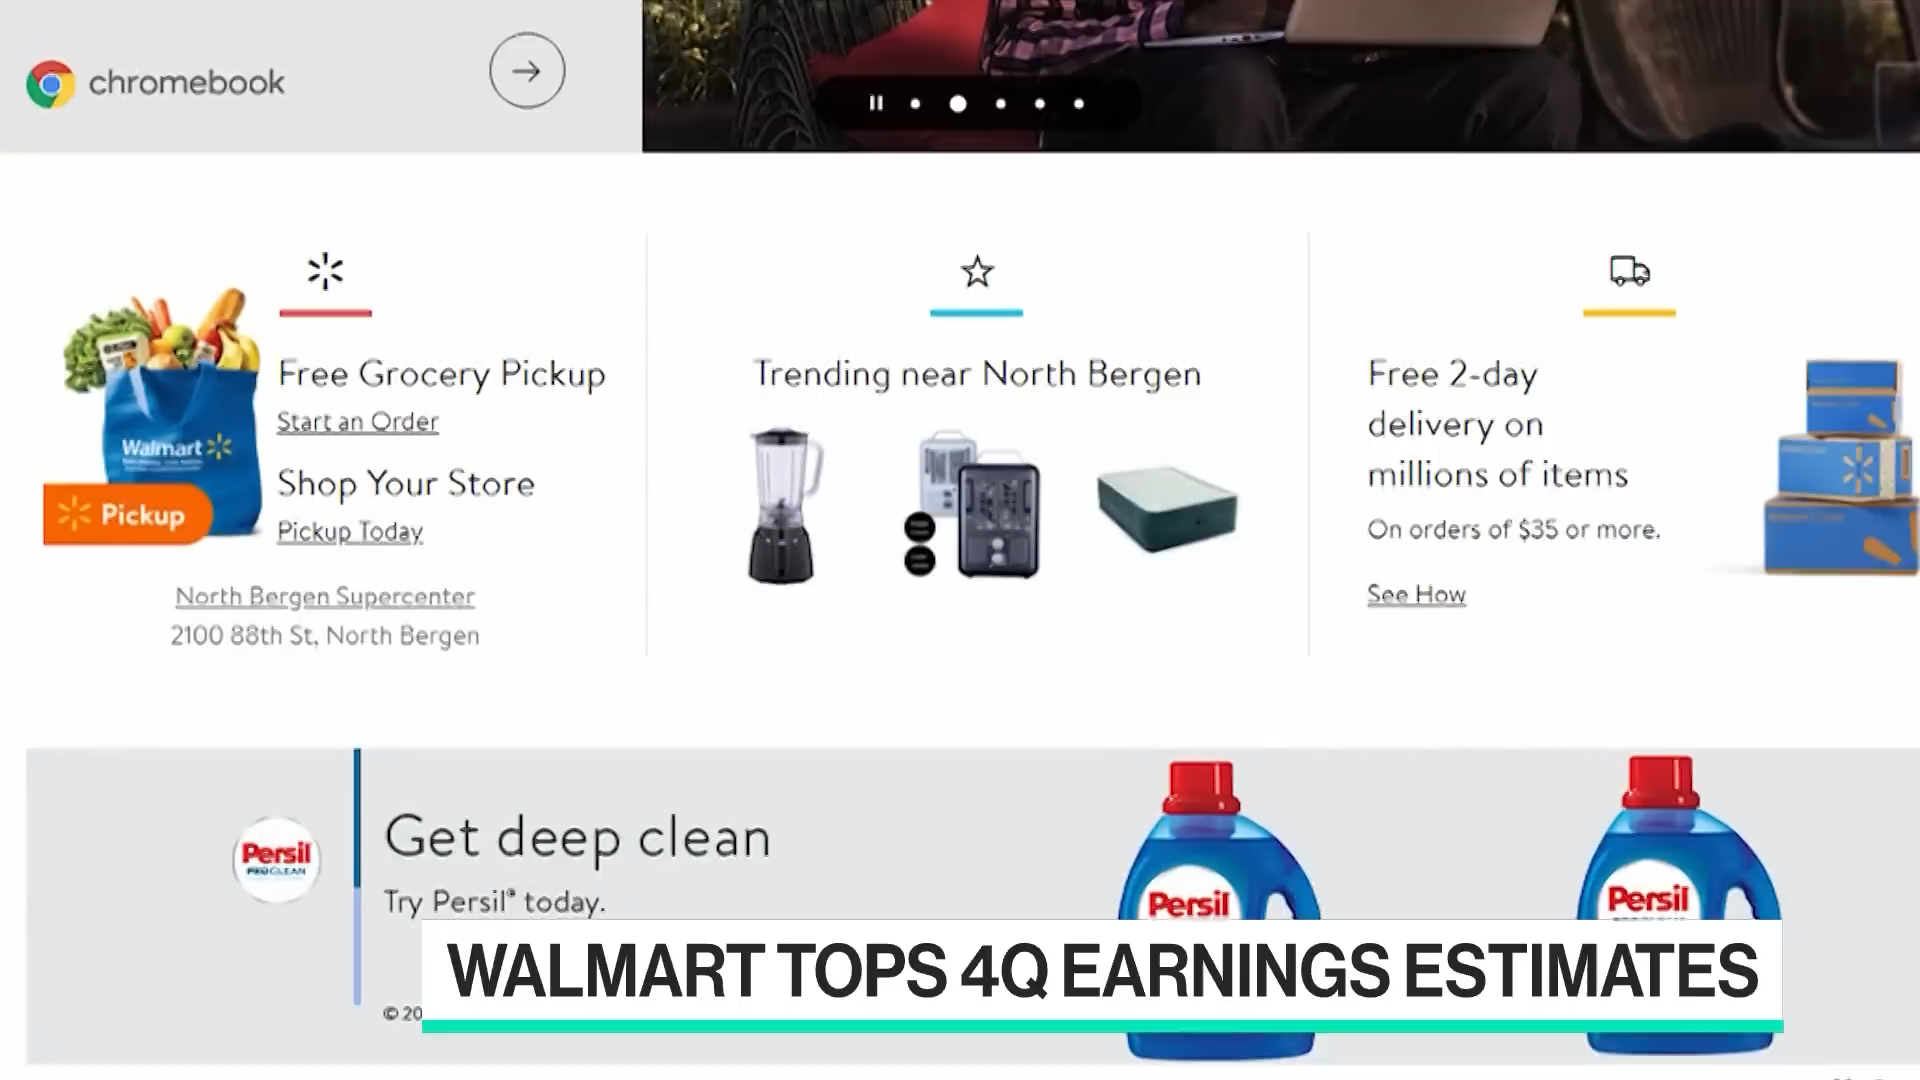 chromebook
Free Grocery Pickup
Start an Order
Walmart
Shop Your Store
Pickup
Pickup Today
North Bergen Supercenter
2100 88th St, North Bergen
Trending near North Bergen
Free 2-day
delivery on
millions of items
On orders of $35 or more.
See How
Persil
PROCLEAN
Get deep clean
Try Persil® today.
© 20
Persil
Persil
WALMART TOPS 4Q EARNINGS ESTIMATES